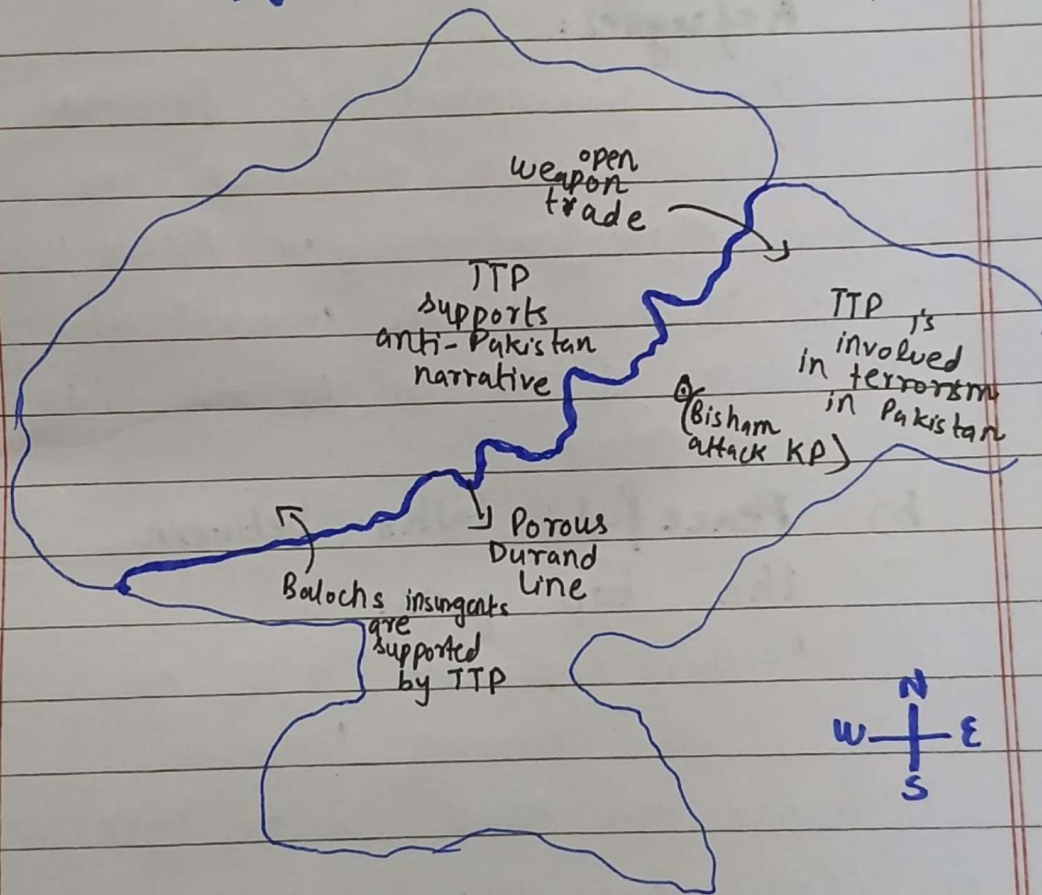 open
weapon
trade
TTP
supports
anti-Pakistan
narrative
TTP is
involved
in terrorism
in Pakistan
(Bisham
attack KP)
Porous
Durand
Line
Balochs insurgants
are
supported
by TTP
N
W E
S